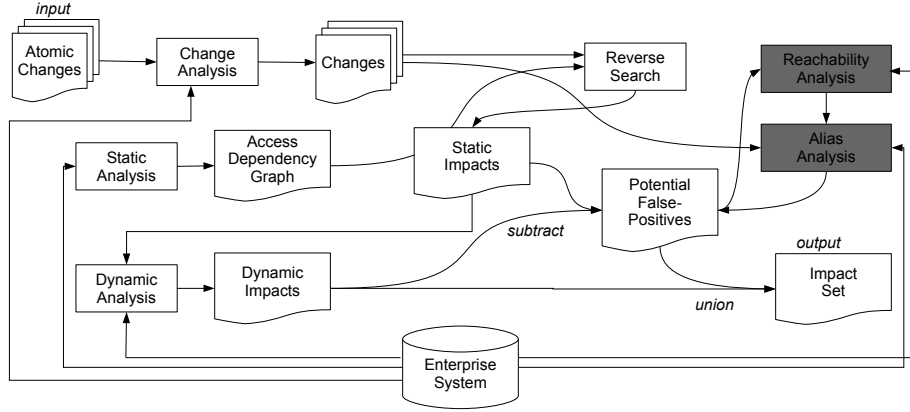 input
Atomic
Changes
Change
Analysis
Changes
Reverse
Search
Reachability
Analysis
Static
Analysis
Access
Dependency
Graph
Static
Impacts
Alias
Analysis
Potential
False-
Positives
subtract
Dynamic
Analysis
Dynamic
Impacts
output
Impact
Set
union
Enterprise
System